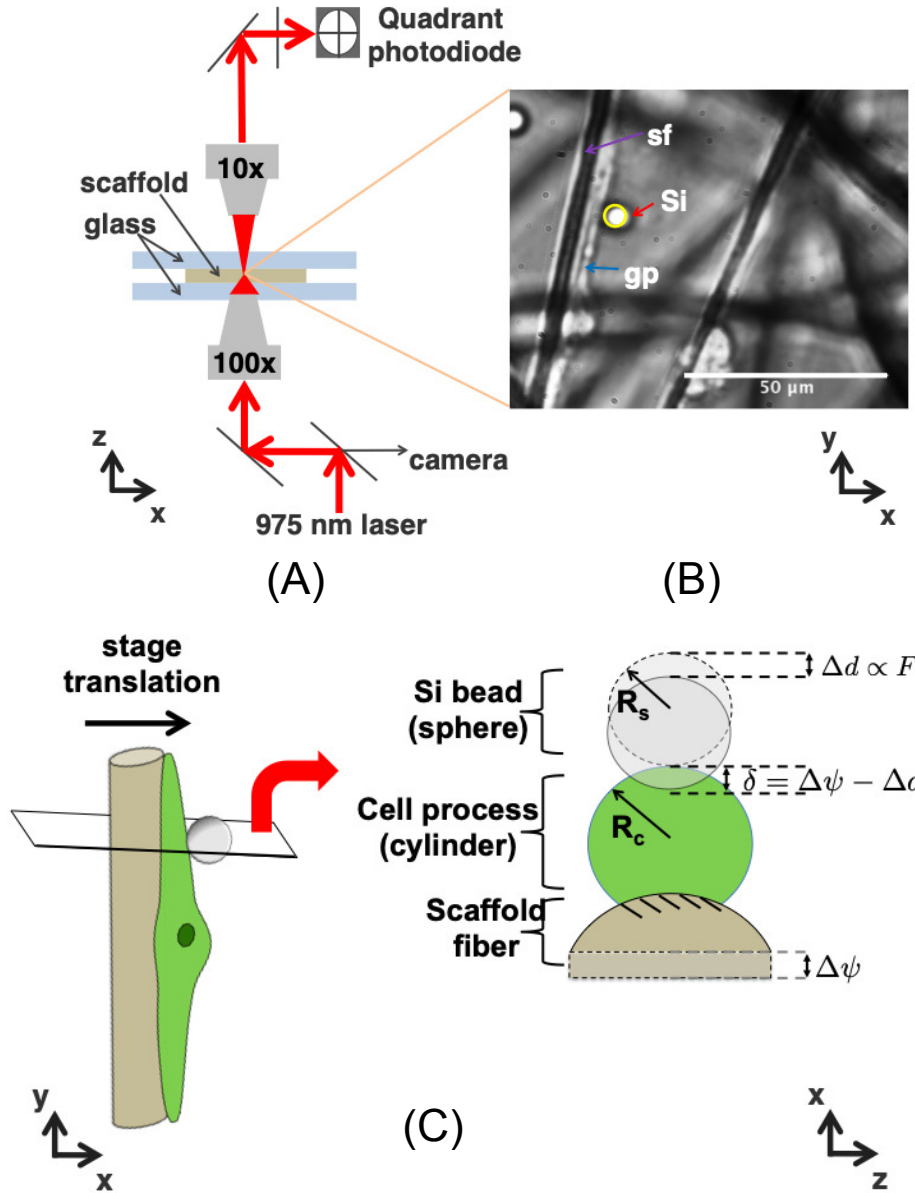 Quadrant
photodiode
10x
scaffold
glass
100x
z
x
camera
975 nm laser
sf
Si
gp
50 μm
y
x
(A)
(B)
stage
translation
Si bead
(sphere)
Rs
Δd ∝ F
Cell process
(cylinder)
Rc
δ = Δψ − Δd
Scaffold
fiber
Δψ
y
x
(C)
x
z